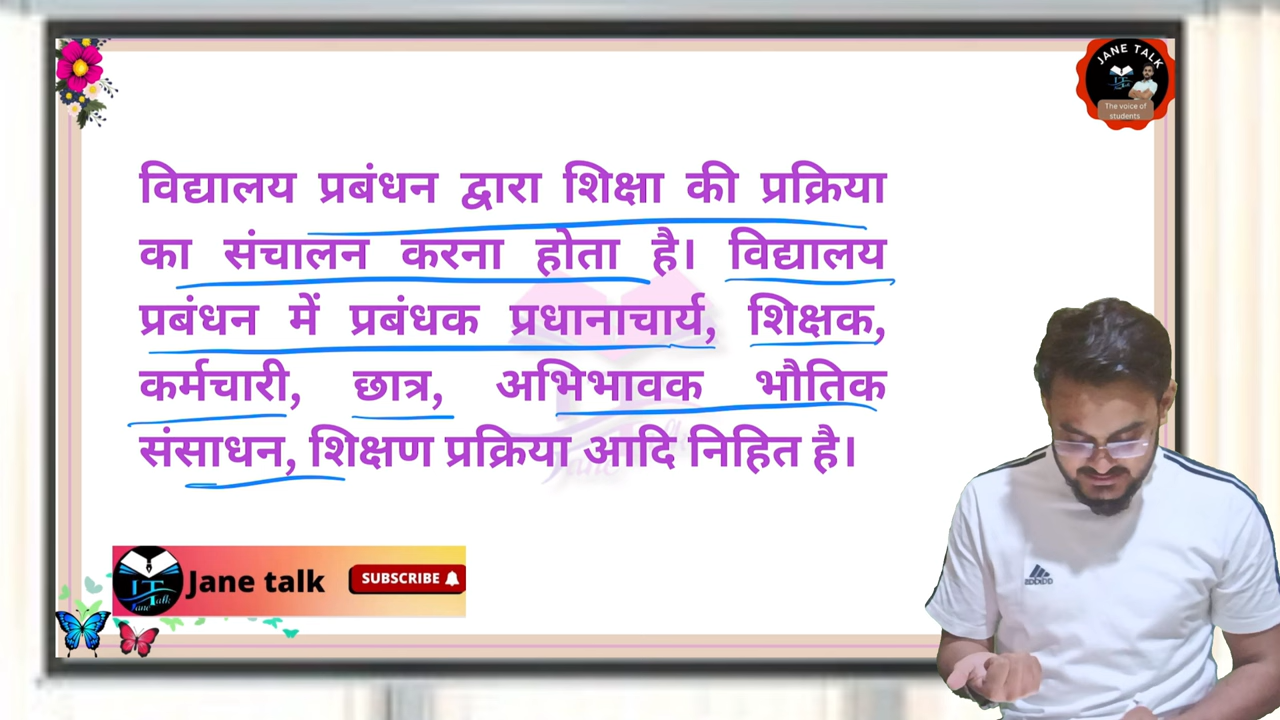 JANE TALK
The voice of
students
विद्यालय प्रबंधन द्वारा शिक्षा की प्रक्रिया
का संचालन करना होता है। विद्यालय
प्रबंधन में प्रबंधक प्रधानाचार्य, शिक्षक,
कर्मचारी, छात्र, अभिभावक भौतिक
संसाधन, शिक्षण प्रक्रिया आदि निहित है।
Jane talk
SUBSCRIBE